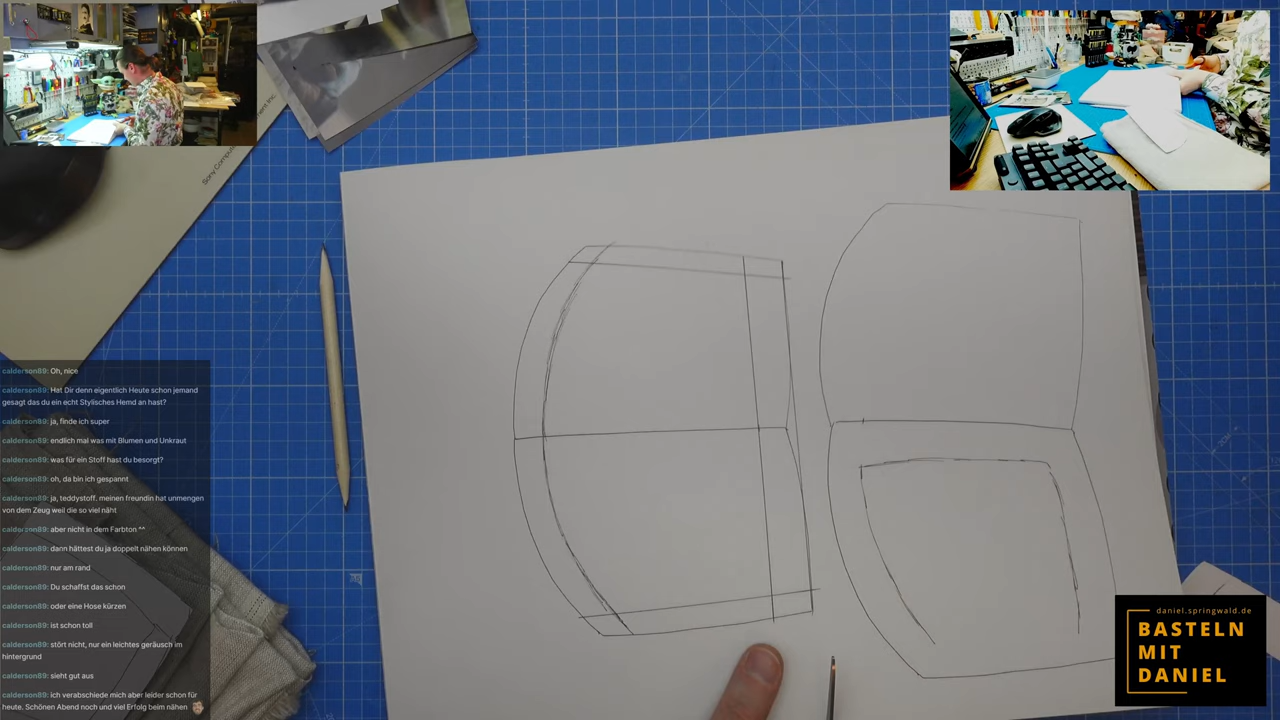 Sony Compu
calderson89: Oh, nice
calderson89: Hat Dir denn eigentlich Heute schon jemand
gesagt das du ein echt Stylisches Hemd an hast?
calderson89: ja, finde ich super
calderson89: endlich mal was mit Blumen und Unkraut
calderson89: was für ein Stoff hast du besorgt?
calderson89: oh, da bin ich gespannt
calderson89: ja, teddystoff. meinen freundin hat unmengen
von dem Zeug weil die so viel näht
calderson89: aber nicht in dem Farbton ^^
calderson89: dann hättest du ja doppelt nähen können
calderson89: nur am rand
calderson89: Du schaffst das schon
calderson89: oder eine Hose kürzen
calderson89: ist schon toll
calderson89: stört nicht, nur ein leichtes geräusch im
hintergrund
calderson89: sieht gut aus
calderson89: ich verabschiede mich aber leider schon für
heute. Schönen Abend noch und viel Erfolg beim nähen
daniel.springwald.de
BASTELN
MIT
DANIEL